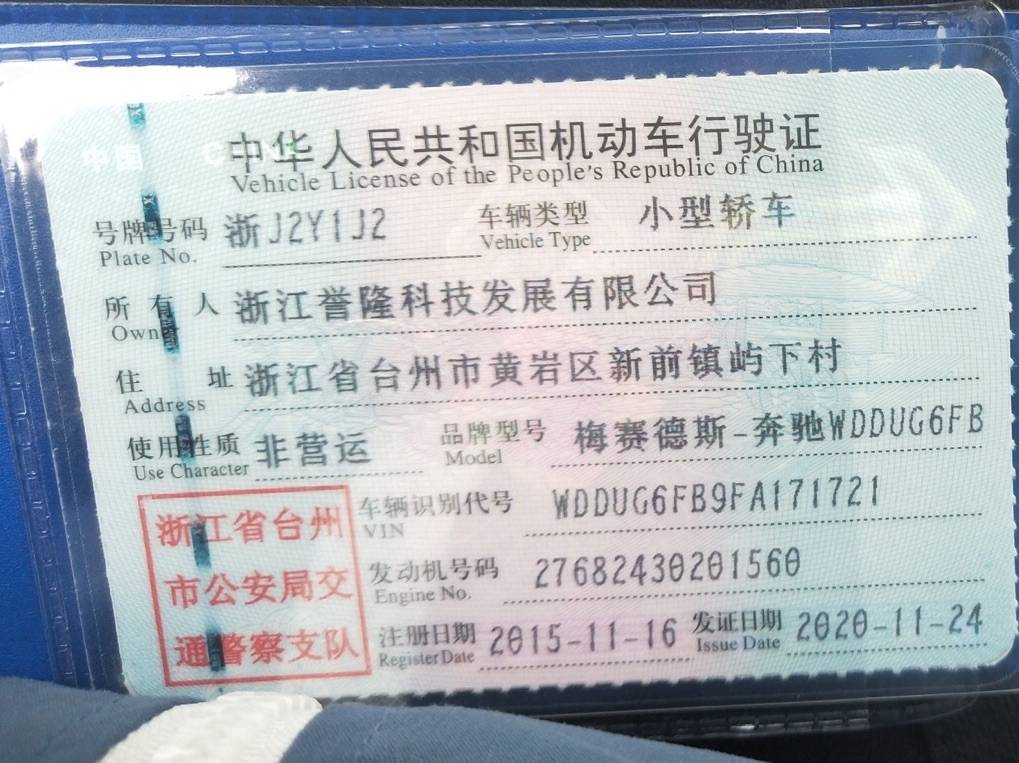 中华人民共和国机动车行驶证
Vehicle License of the People's Republic of China
号牌号码 浙J2Y1J2 车辆类型 小型轿车
Plate No. Vehicle Type
所有人 浙江誉隆科技发展有限公司
Owner
住址 浙江省台州市黄岩区新前镇屿下村
Address
使用性质 非营运 品牌型号 梅赛德斯-奔驰WDDUG6FB
Use Character Model
车辆识别代号 WDDUG6FB9FA171721
VIN
发动机号码 27682430201560
Engine No.
注册日期 2015-11-16 发证日期 2020-11-24
Register Date Issue Date
浙江省台州
市公安局交
通警察支队
中国